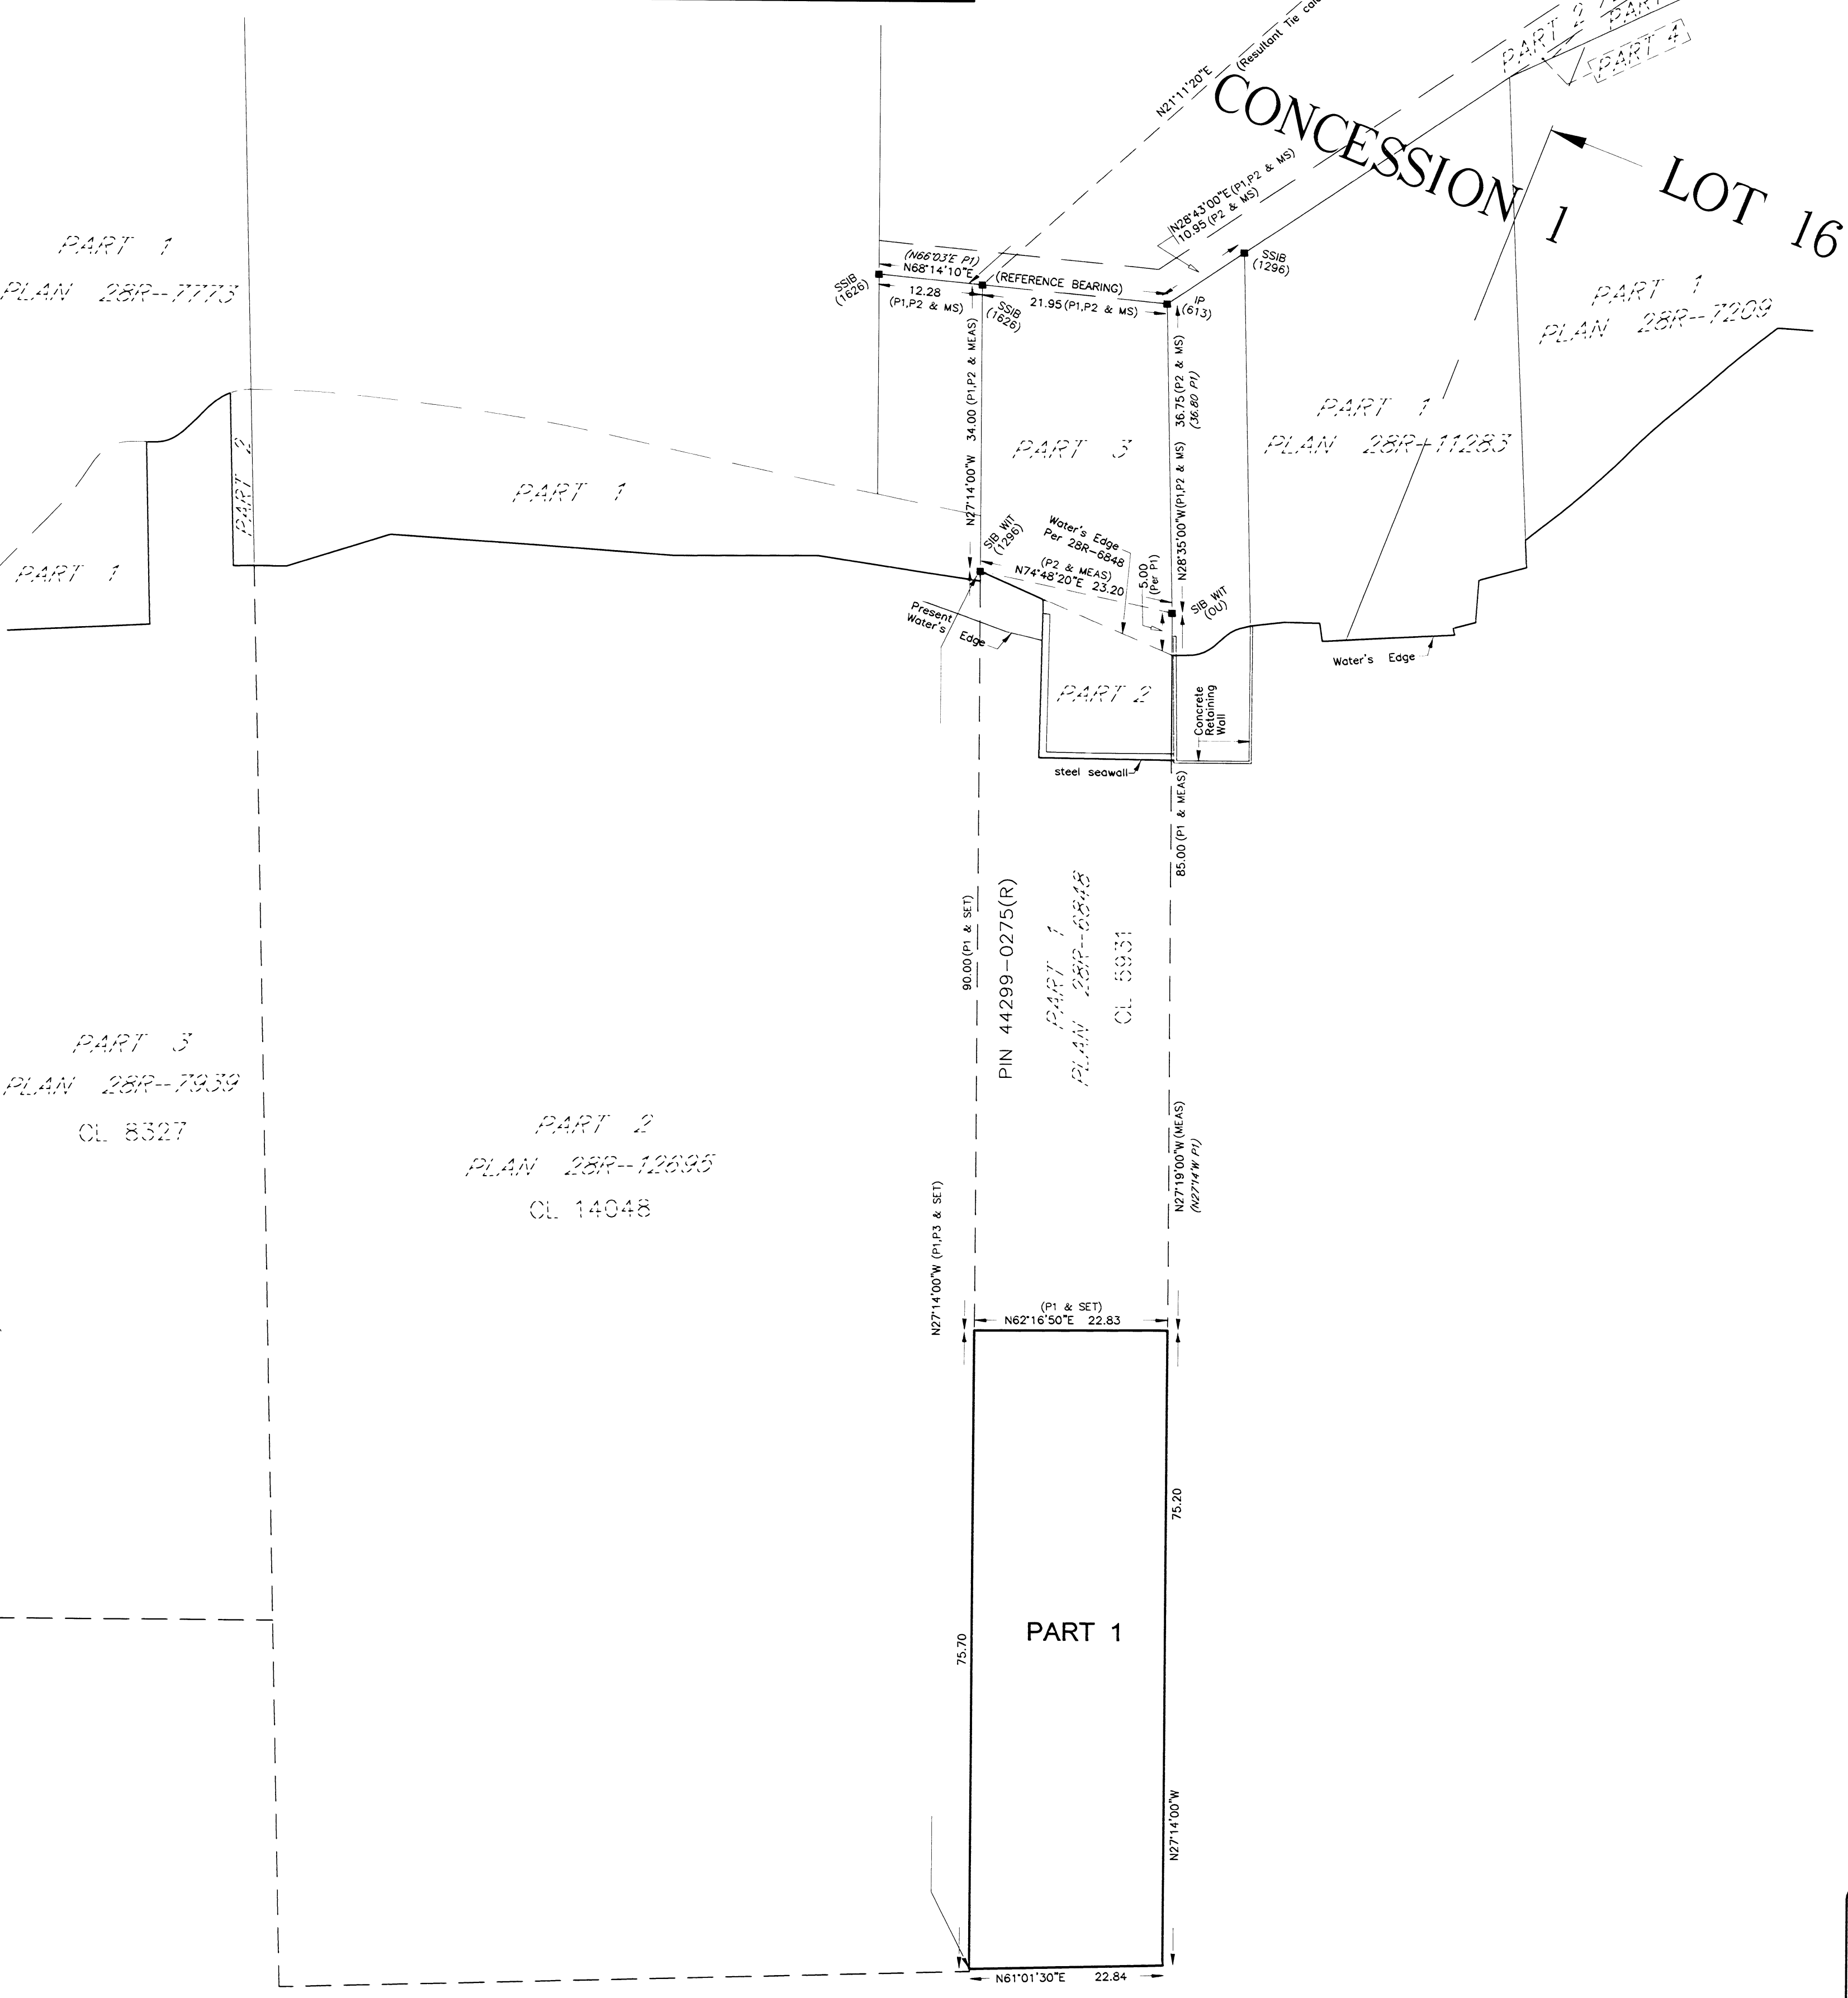 N21°11'20"E (Resultant Tie
PART 2
PART
PART 4
CONCESSION 1
LOT 16
PART 1
PLAN 28R-7773
N28°43'00"E (P1,P2 & MS)
10.95 (P2 & MS)
SSIB
(1296)
(N66°03'E P1)
N68°14'10"E (REFERENCE BEARING)
SSIB
(1626)
12.28
(P1,P2 & MS)
SSIB
(1626)
21.95 (P1,P2 & MS)
IP
(613)
PART 1
PLAN 28R-7209
N27°14'00"W 34.00 (P1,P2 & MEAS)
N28°35'00"W (P1,P2 & MS) 36.75 (P2 & MS)
(36.80 P1)
PART 3
PART 1
PLAN 28R-11283
PART 2
PART 1
PART 1
SIB WIT
(1296)
Water's Edge
Per 28R-6848
(P2 & MEAS)
N74°48'20"E 23.20
5.00
(Per P1)
SIB WIT
(OU)
Present
Water's Edge
Water's Edge
PART 2
Concrete
Retaining
Wall
steel seawall
85.00 (P1 & MEAS)
90.00 (P1 & SET)
PIN 44299-0275(R)
PART 1
PLAN 28R-6848
CL 5931
PART 3
PLAN 28R-7939
CL 8327
PART 2
PLAN 28R-12695
CL 14048
N27°14'00"W (P1,P3 & SET)
N27°19'00"W (MEAS)
(N27°14'W P1)
(P1 & SET)
N62°16'50"E 22.83
75.20
PART 1
75.70
N27°14'00"W
N61°01'30"E 22.84